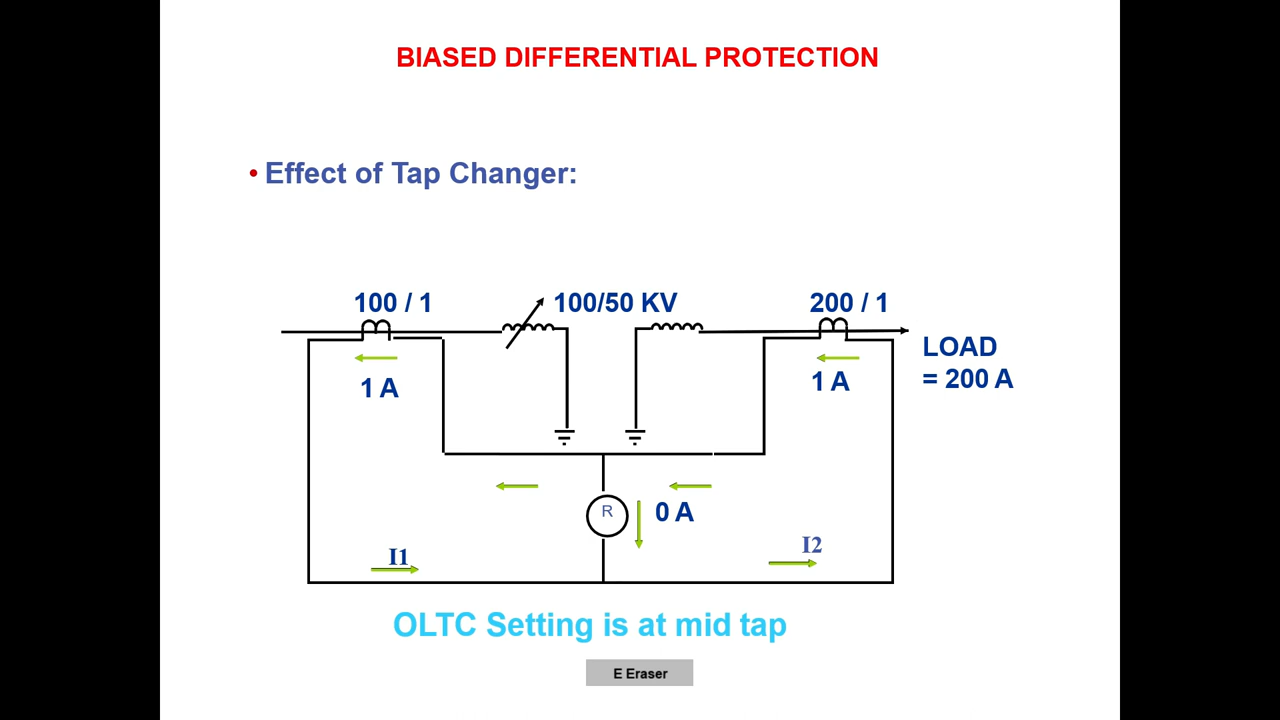 BIASED DIFFERENTIAL PROTECTION
• Effect of Tap Changer:
100 / 1
100/50 KV
200 / 1
LOAD
= 200 A
1 A
1 A
R
0 A
I1
I2
OLTC Setting is at mid tap
E Eraser